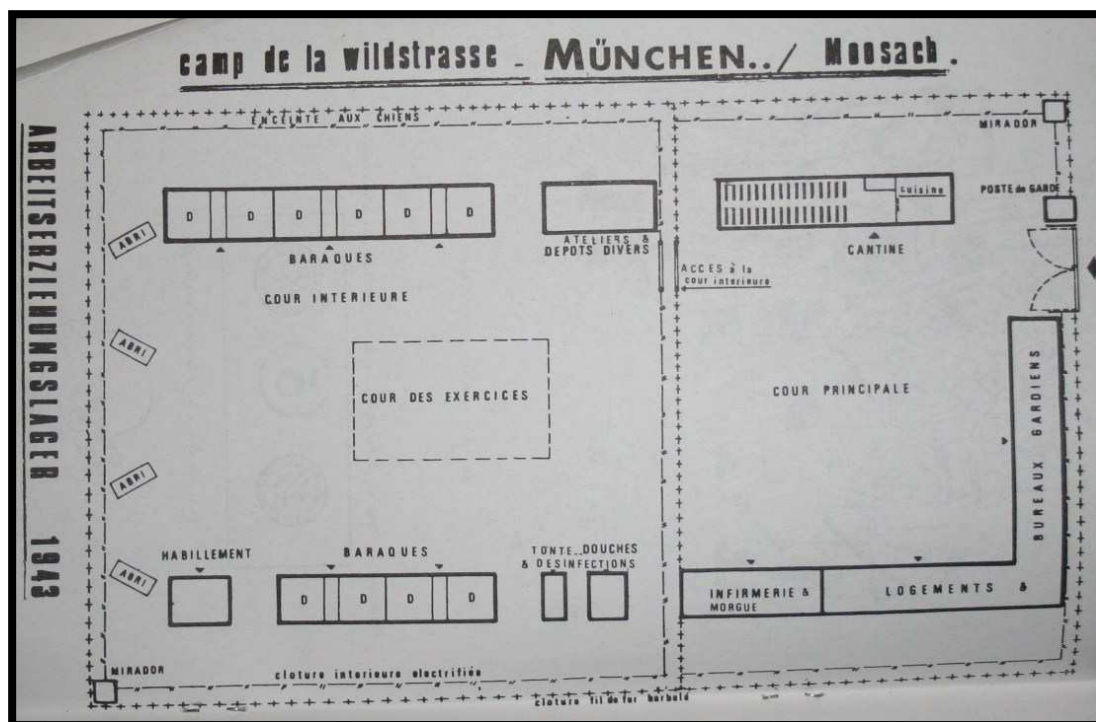 camp de la wildstrasse - MÜNCHEN../ Moosach.
ARBEITSERZIEHUNGSLAGER 1943
ENCEINTE AUX CHIENS
MIRADOR
POSTE de GARDE
D D D D D D
ABRI
BARAQUES
ATELIERS &
DEPOTS DIVERS
cuisine
CANTINE
COUR INTERIEURE
ACCES à la
cour interieure
ABRI
COUR DES EXERCICES
COUR PRINCIPALE
BUREAUX GARDIENS
ABRI
ABRI
HABILLEMENT
BARAQUES
D D D D
TONTE..DOUCHES
& DESINFECTIONS
INFIRMERIE &
MORGUE
LOGEMENTS &
MIRADOR
cloture interieure electrifiée
cloture fil de fer barbelé